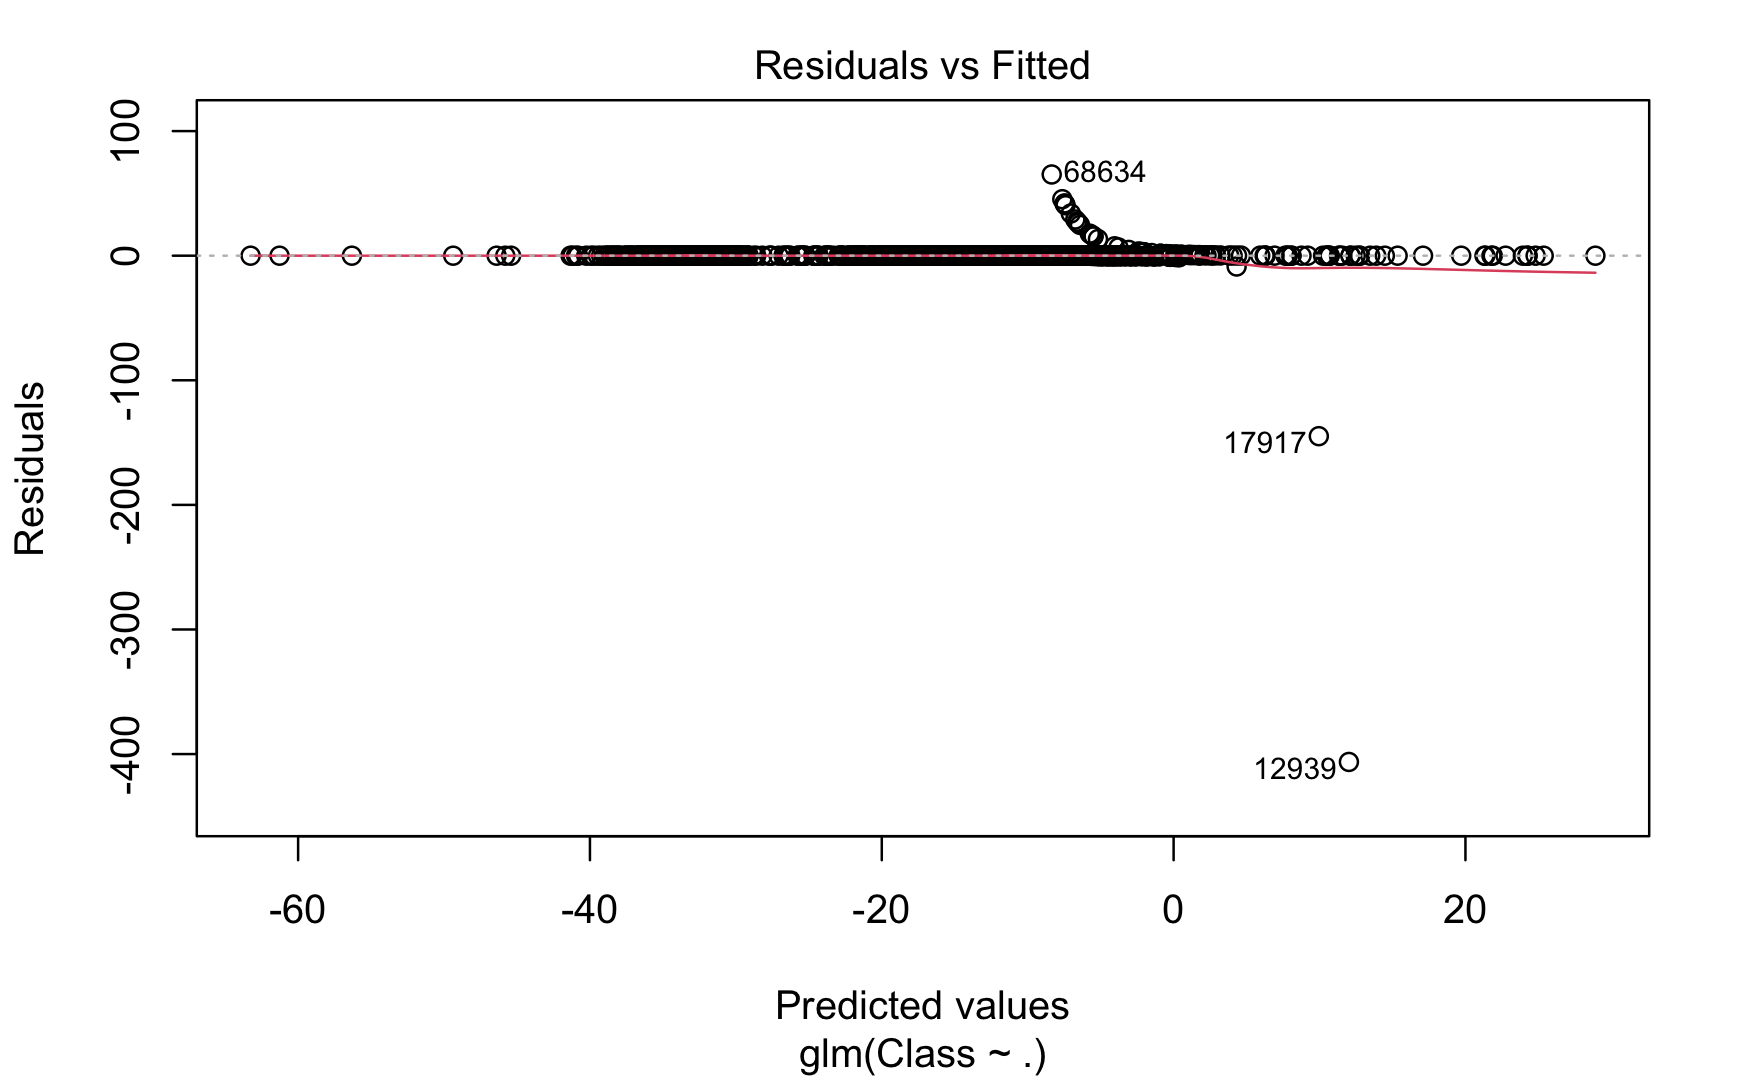 Residuals vs Fitted
Residuals
100
0
-100
-200
-300
-400
68634
17917
12939
-60 -40 -20 0 20
Predicted values
glm(Class ~ .)